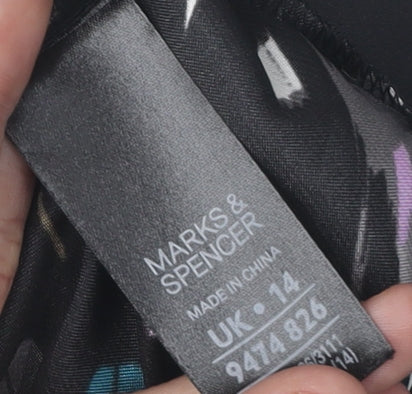 MARKS &
SPENCER
MADE IN CHINA
UK • 14
9474 826